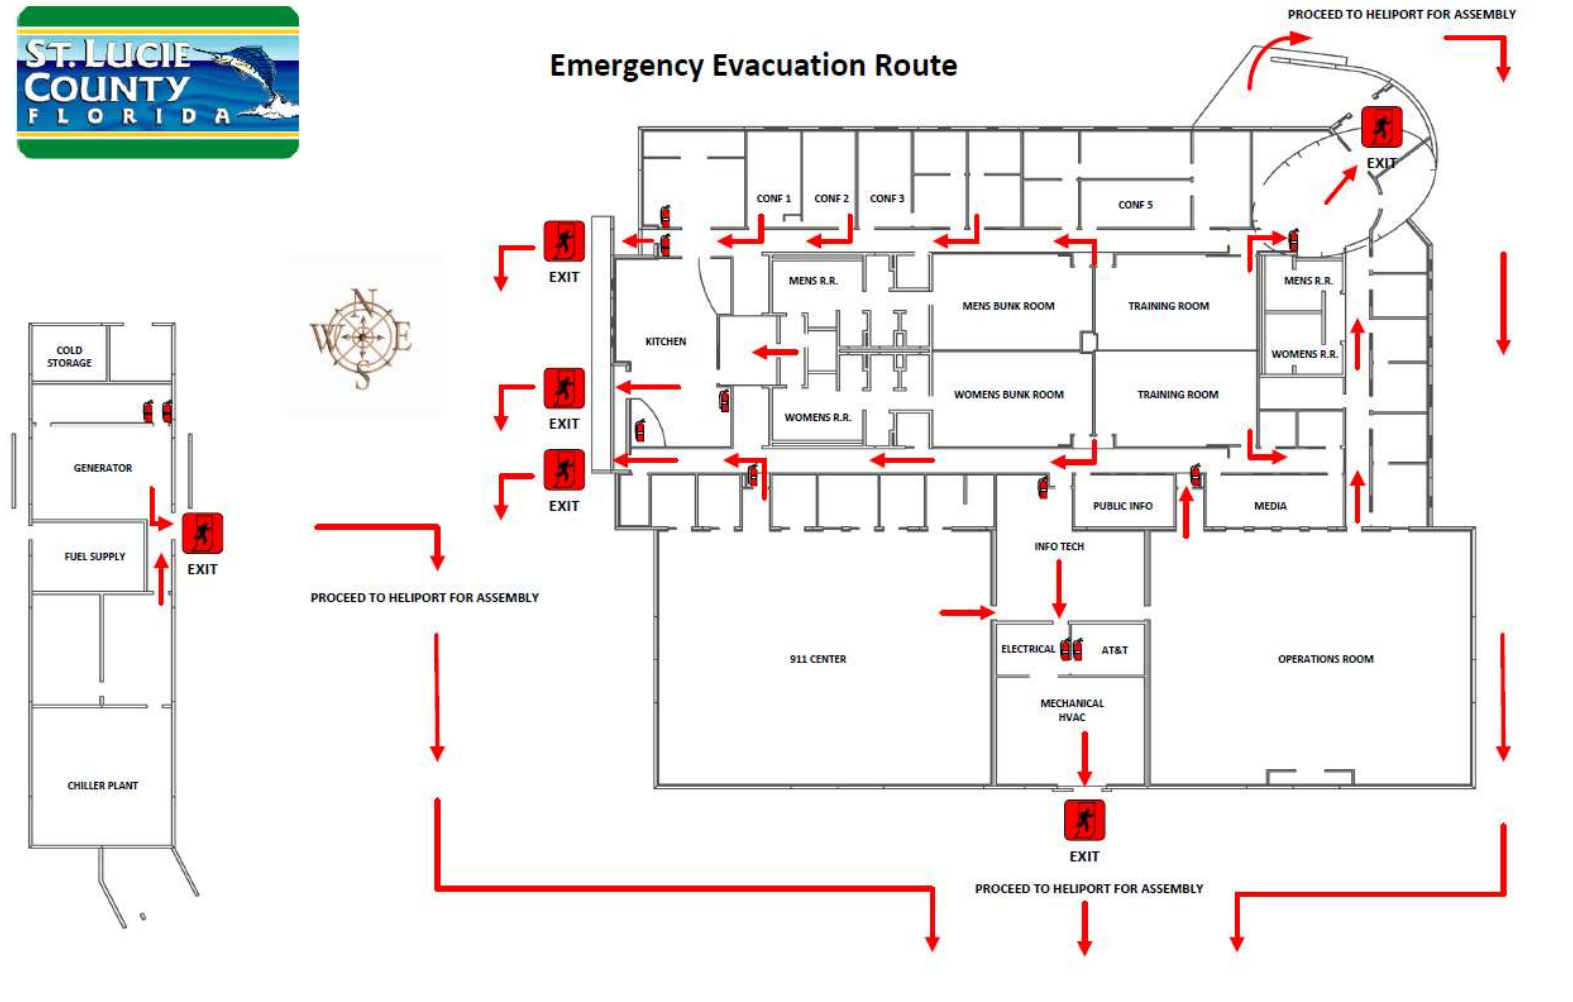 PROCEED TO HELIPORT FOR ASSEMBLY
ST. LUCIE
COUNTY
FLORIDA
Emergency Evacuation Route
EXIT
CONF 1
CONF 2
CONF 3
CONF 5
EXIT
MENS R.R.
MENS BUNK ROOM
TRAINING ROOM
MENS R.R.
N
W
E
S
KITCHEN
COLD
STORAGE
WOMENS R.R.
EXIT
WOMENS R.R.
WOMENS BUNK ROOM
TRAINING ROOM
GENERATOR
EXIT
PUBLIC INFO
MEDIA
FUEL SUPPLY
EXIT
INFO TECH
PROCEED TO HELIPORT FOR ASSEMBLY
911 CENTER
ELECTRICAL
AT&T
OPERATIONS ROOM
MECHANICAL
HVAC
CHILLER PLANT
EXIT
PROCEED TO HELIPORT FOR ASSEMBLY